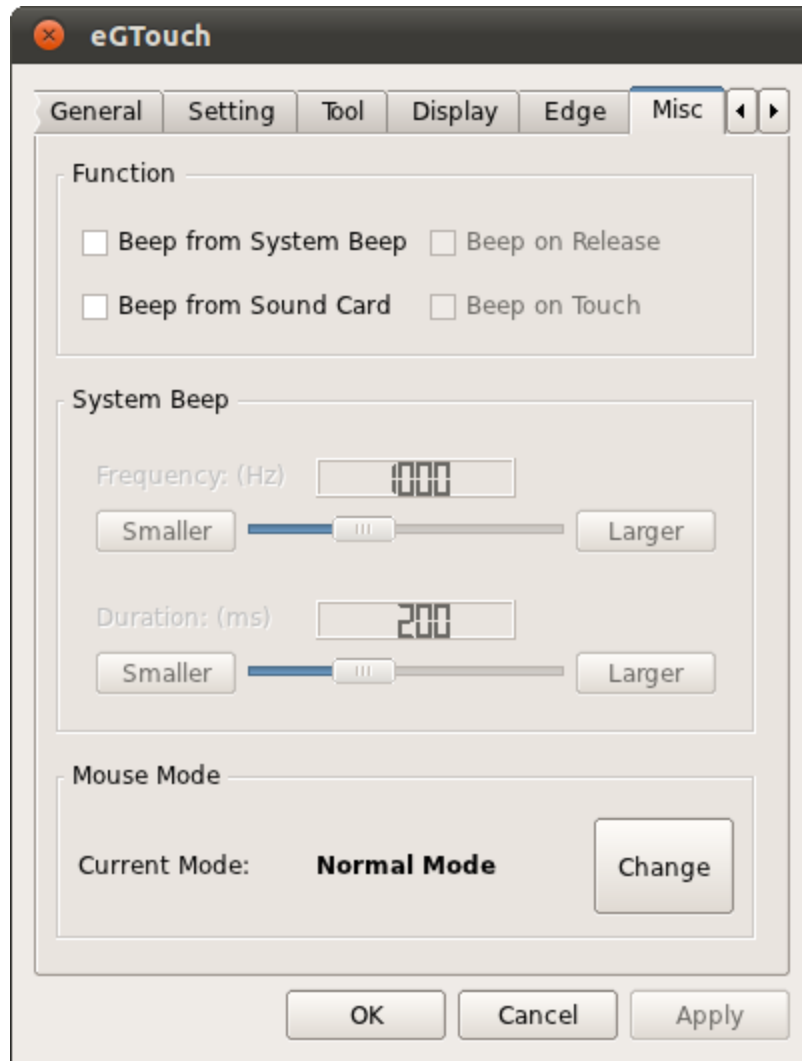 eGTouch
General Setting Tool Display Edge Misc
Function
Beep from System Beep Beep on Release
Beep from Sound Card Beep on Touch
System Beep
Frequency: (Hz) 1000
Smaller Larger
Duration: (ms) 200
Smaller Larger
Mouse Mode
Current Mode: Normal Mode Change
OK Cancel Apply